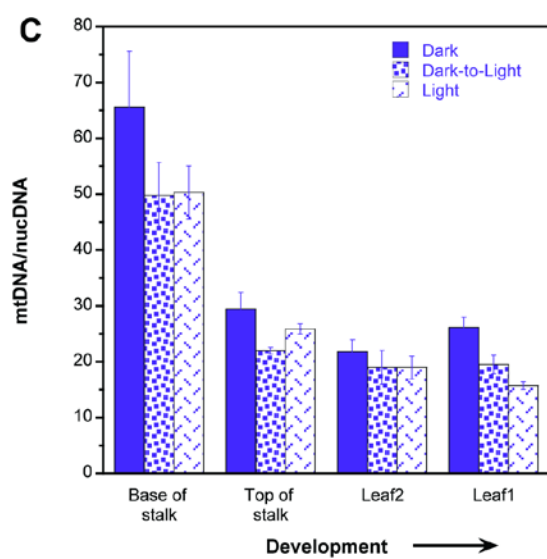 C
80
70
60
50
40
30
20
10
0
mtDNA/nucDNA
Dark
Dark-to-Light
Light
Base of
stalk
Top of
stalk
Leaf2
Leaf1
Development